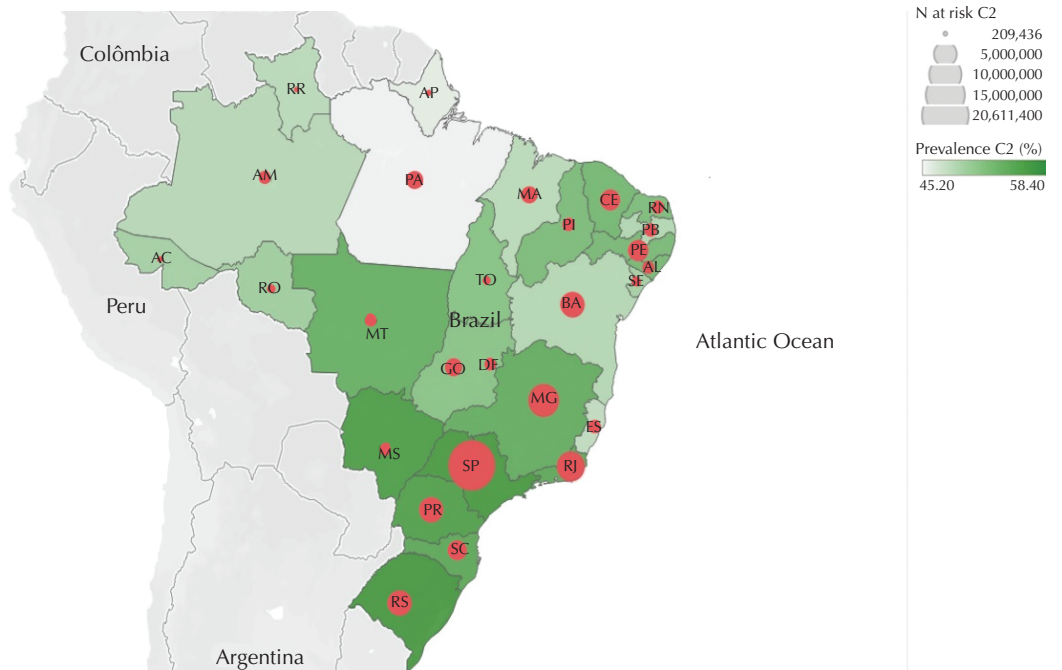 Colômbia
RR
AP
AM
PA
MA
CE
RN
PI
PB
PE
AL
SE
AC
RO
TO
BA
Peru
MT
Brazil
Atlantic Ocean
GO
DF
MG
ES
MS
SP
RJ
PR
SC
RS
Argentina
N at risk C2
209,436
5,000,000
10,000,000
15,000,000
20,611,400
Prevalence C2 (%)
45.20 58.40